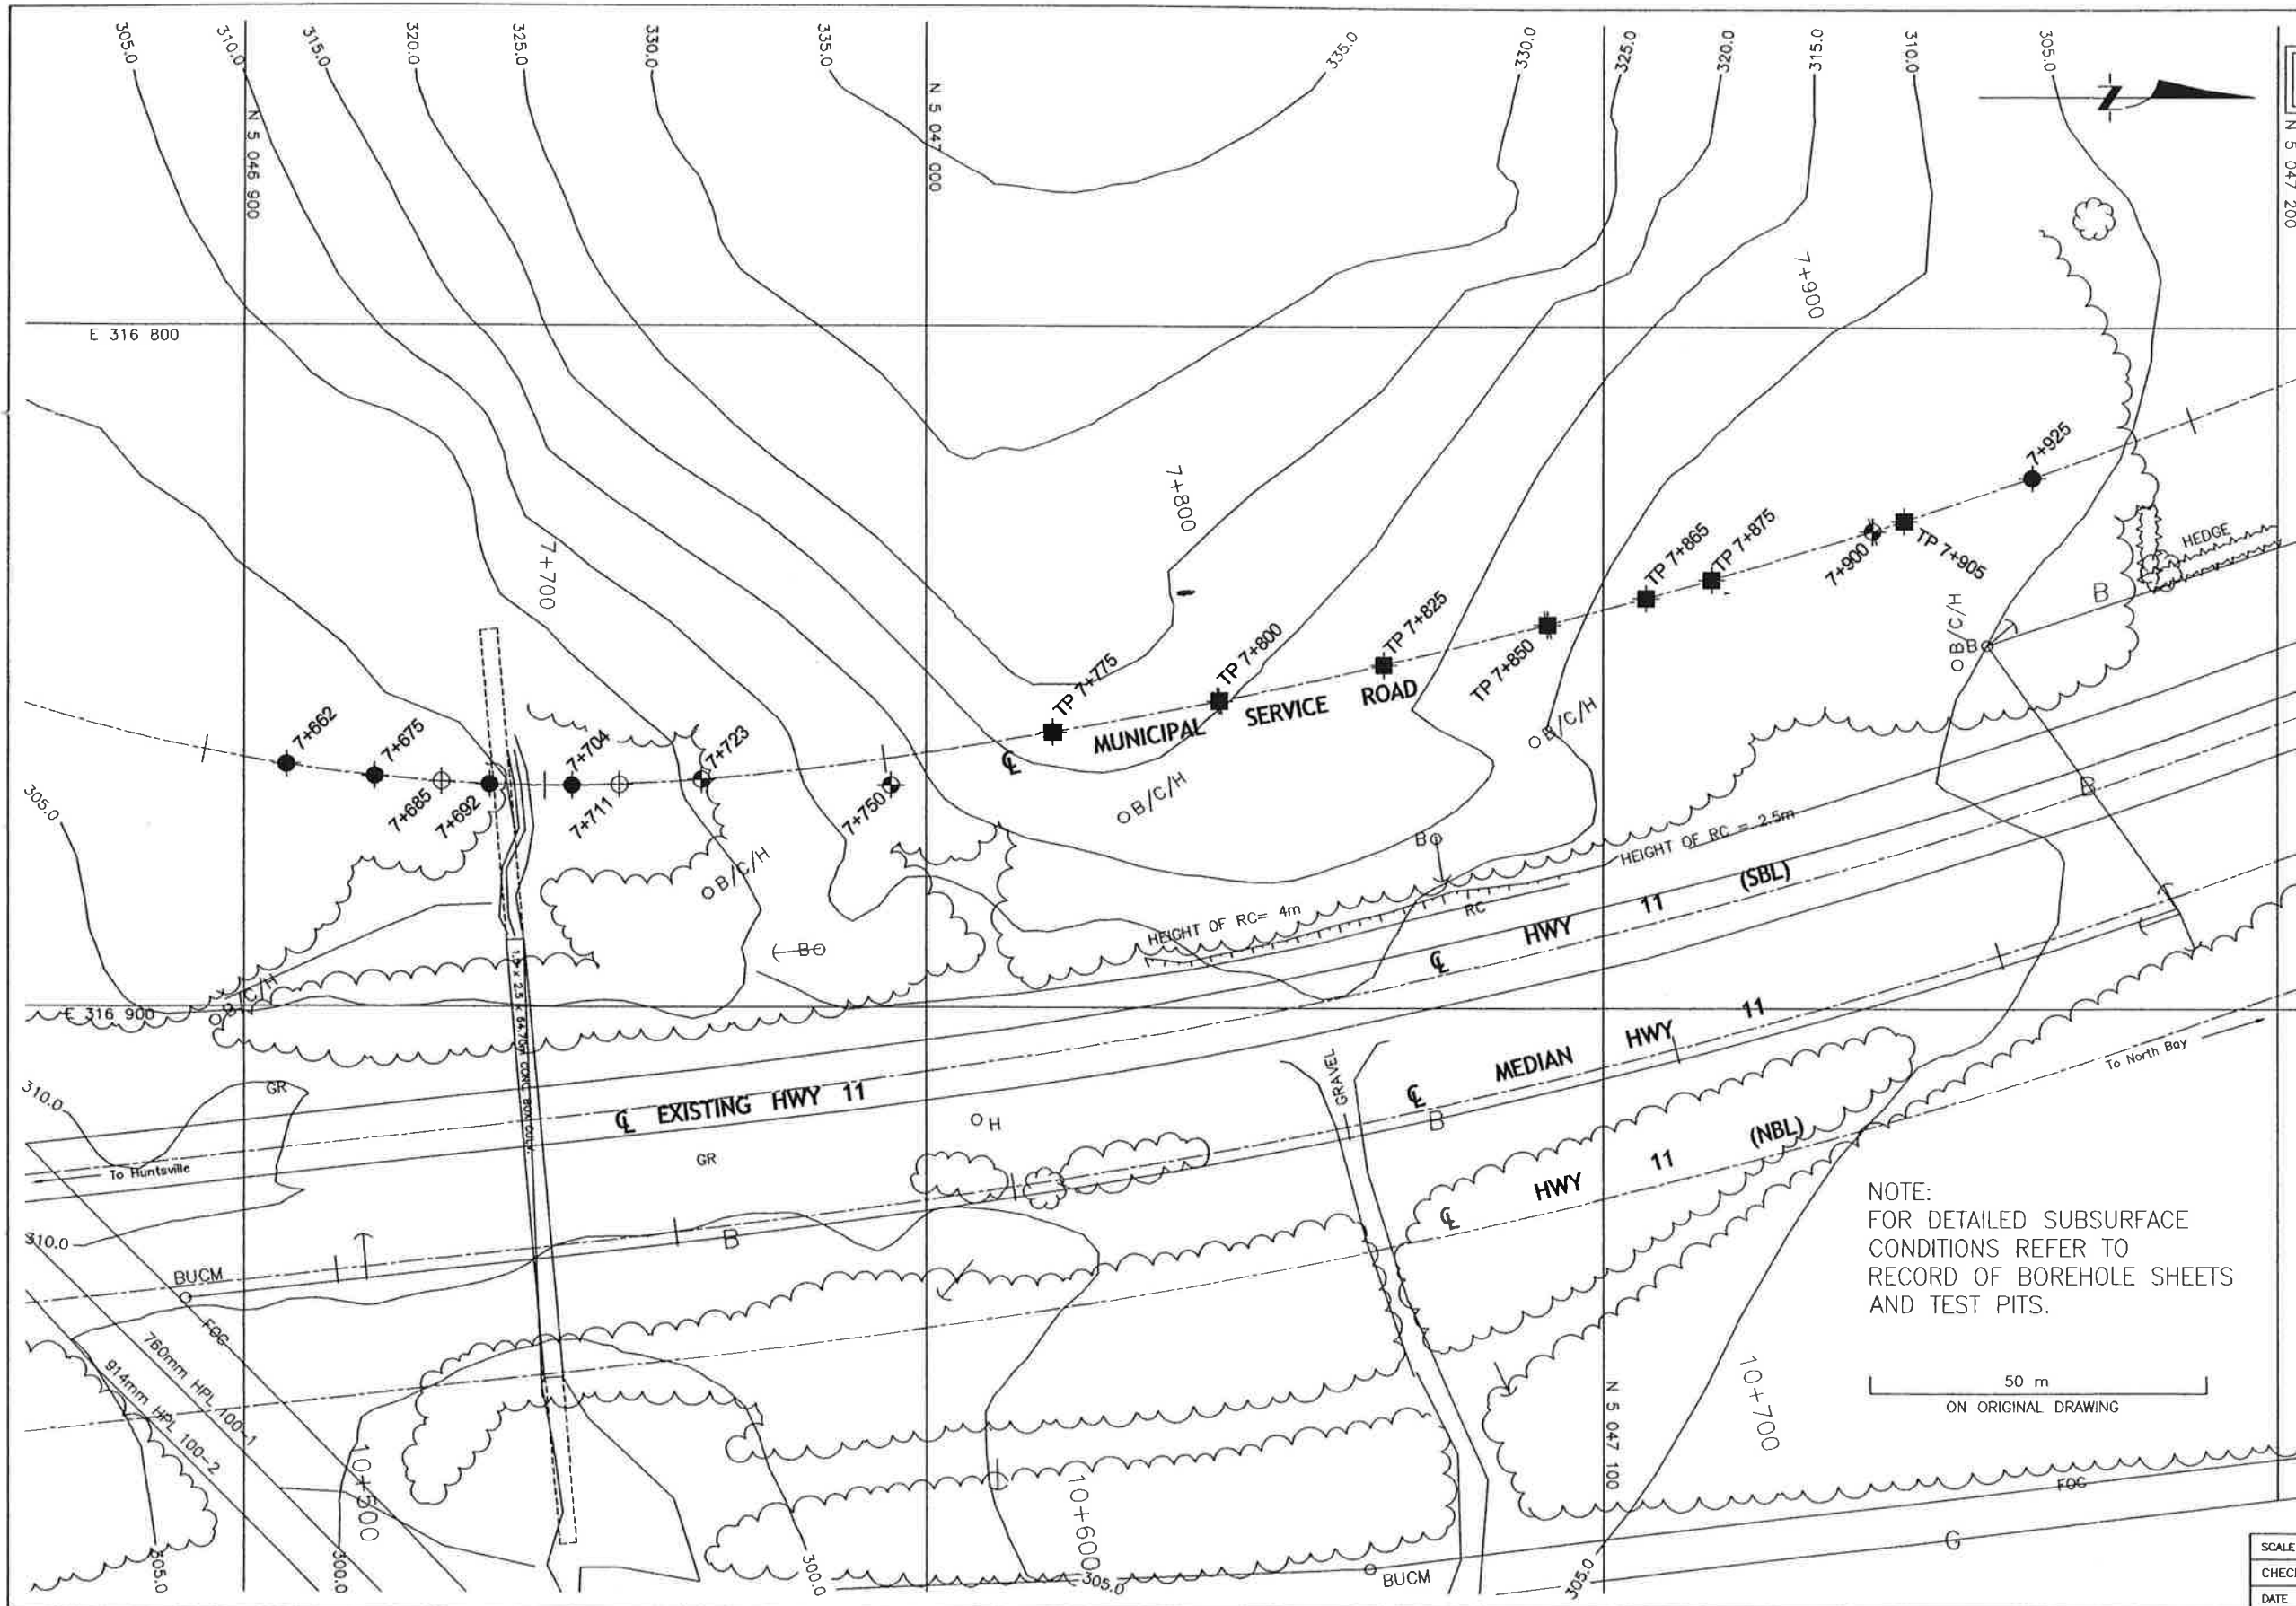 305.0
310.0
315.0
320.0
325.0
330.0
335.0
335.0
330.0
325.0
320.0
315.0
310.0
305.0
N 5 046 900
N 5 047 000
N 5 047 200
E 316 800
7+900
7+800
7+700
7+925
HEDGE
B
TP 7+865
TP 7+875
7+900
TP 7+905
B/C/H
B
TP 7+775
TP 7+800
TP 7+825
TP 7+850
MUNICIPAL SERVICE ROAD
℄
7+662
7+675
7+685
7+692
7+704
7+711
7+723
7+750
B/C/H
B/C/H
B/C/H
B
B
B
305.0
HEIGHT OF RC = 2.5m
HEIGHT OF RC= 4m
RC
℄ HWY 11 (SBL)
B/C/H
E 316 900
℄ MEDIAN HWY 11
To North Bay
GRAVEL
310.0
GR
℄ EXISTING HWY 11
H
GR
B
B
To Huntsville
℄ HWY 11 (NBL)
310.0
BUCM
FOG
760mm HPL 100-1
914mm HPL 100-2
NOTE:
FOR DETAILED SUBSURFACE
CONDITIONS REFER TO
RECORD OF BOREHOLE SHEETS
AND TEST PITS.
50 m
ON ORIGINAL DRAWING
N 5 047 100
10+500
10+600
10+700
FOG
G
305.0
300.0
300.0
305.0
BUCM
305.0
SCALE
CHEC
DATE